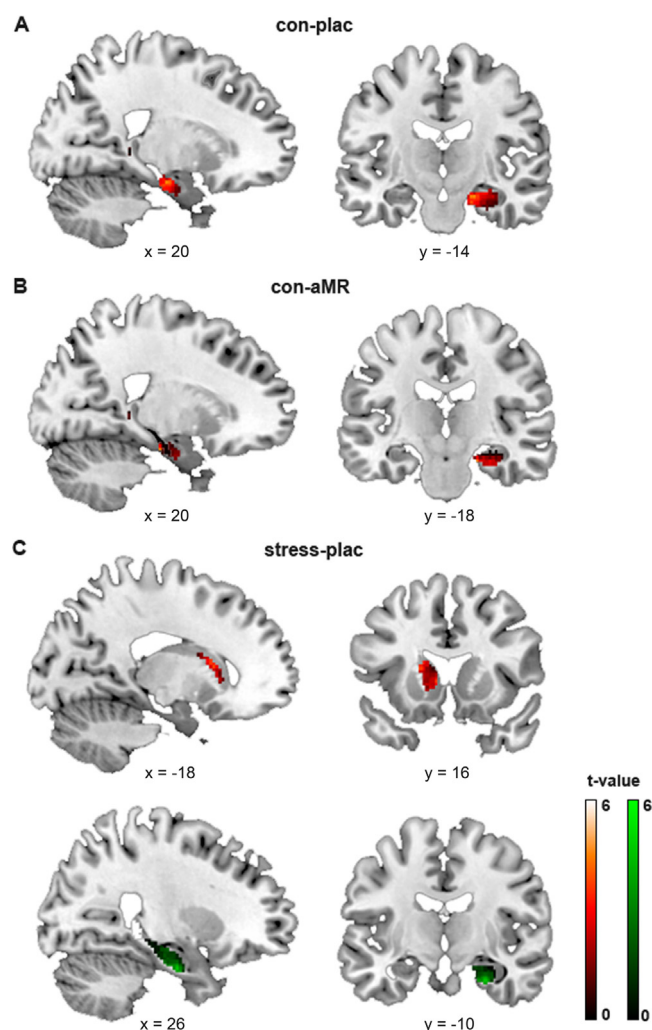 A
con-plac
x = 20
y = -14
B
con-aMR
x = 20
y = -18
C
stress-plac
x = -18
y = 16
t-value
6
6
0
0
x = 26
y = -10